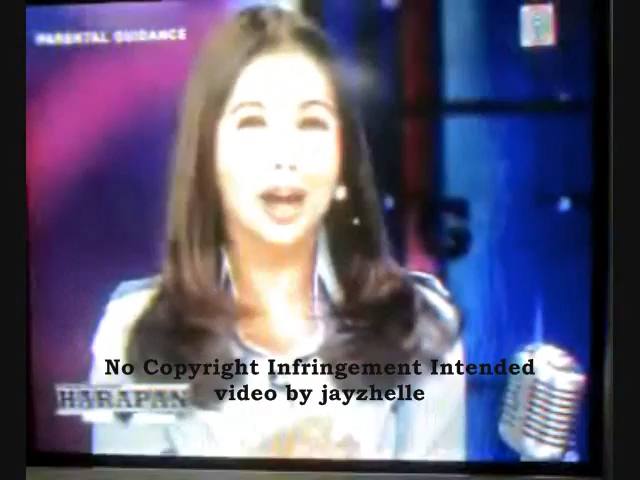 PARENTAL GUIDANCE
No Copyright Infringement Intended
video by jayzhelle
HARAPAN